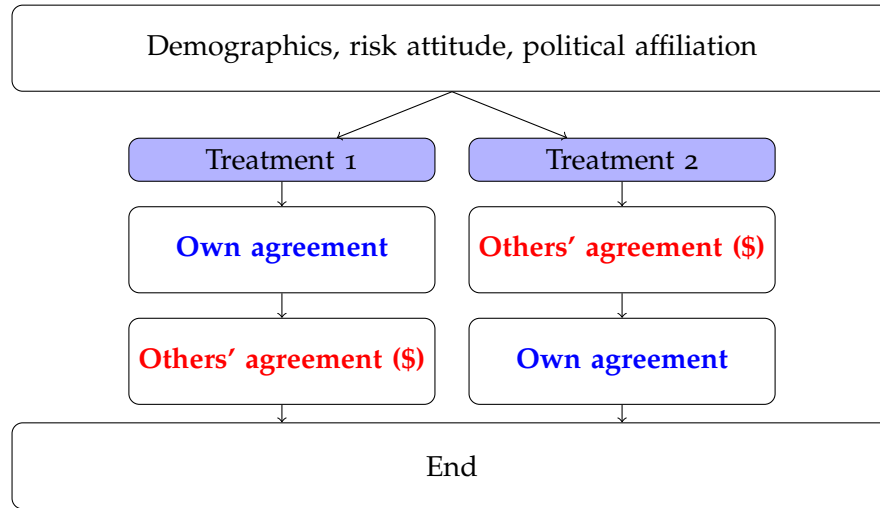 Demographics, risk attitude, political affiliation
Treatment 1
Treatment 2
Own agreement
Others' agreement ($)
Others' agreement ($)
Own agreement
End